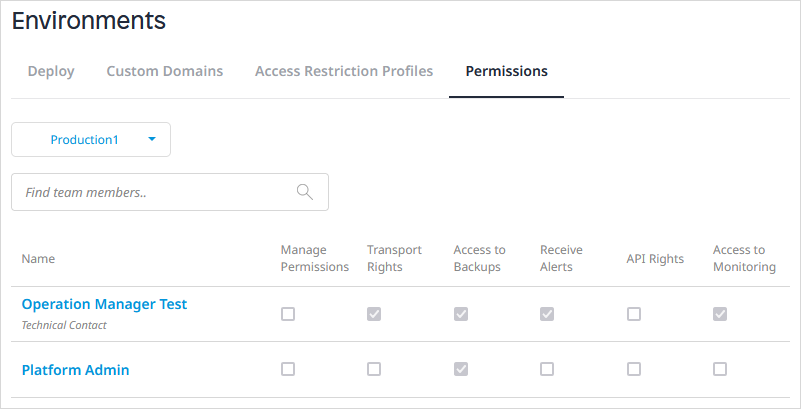 Environments
Deploy Custom Domains Access Restriction Profiles Permissions
Production1
Find team members..
Name Manage Permissions Transport Rights Access to Backups Receive Alerts API Rights Access to Monitoring
Operation Manager Test
Technical Contact
Platform Admin